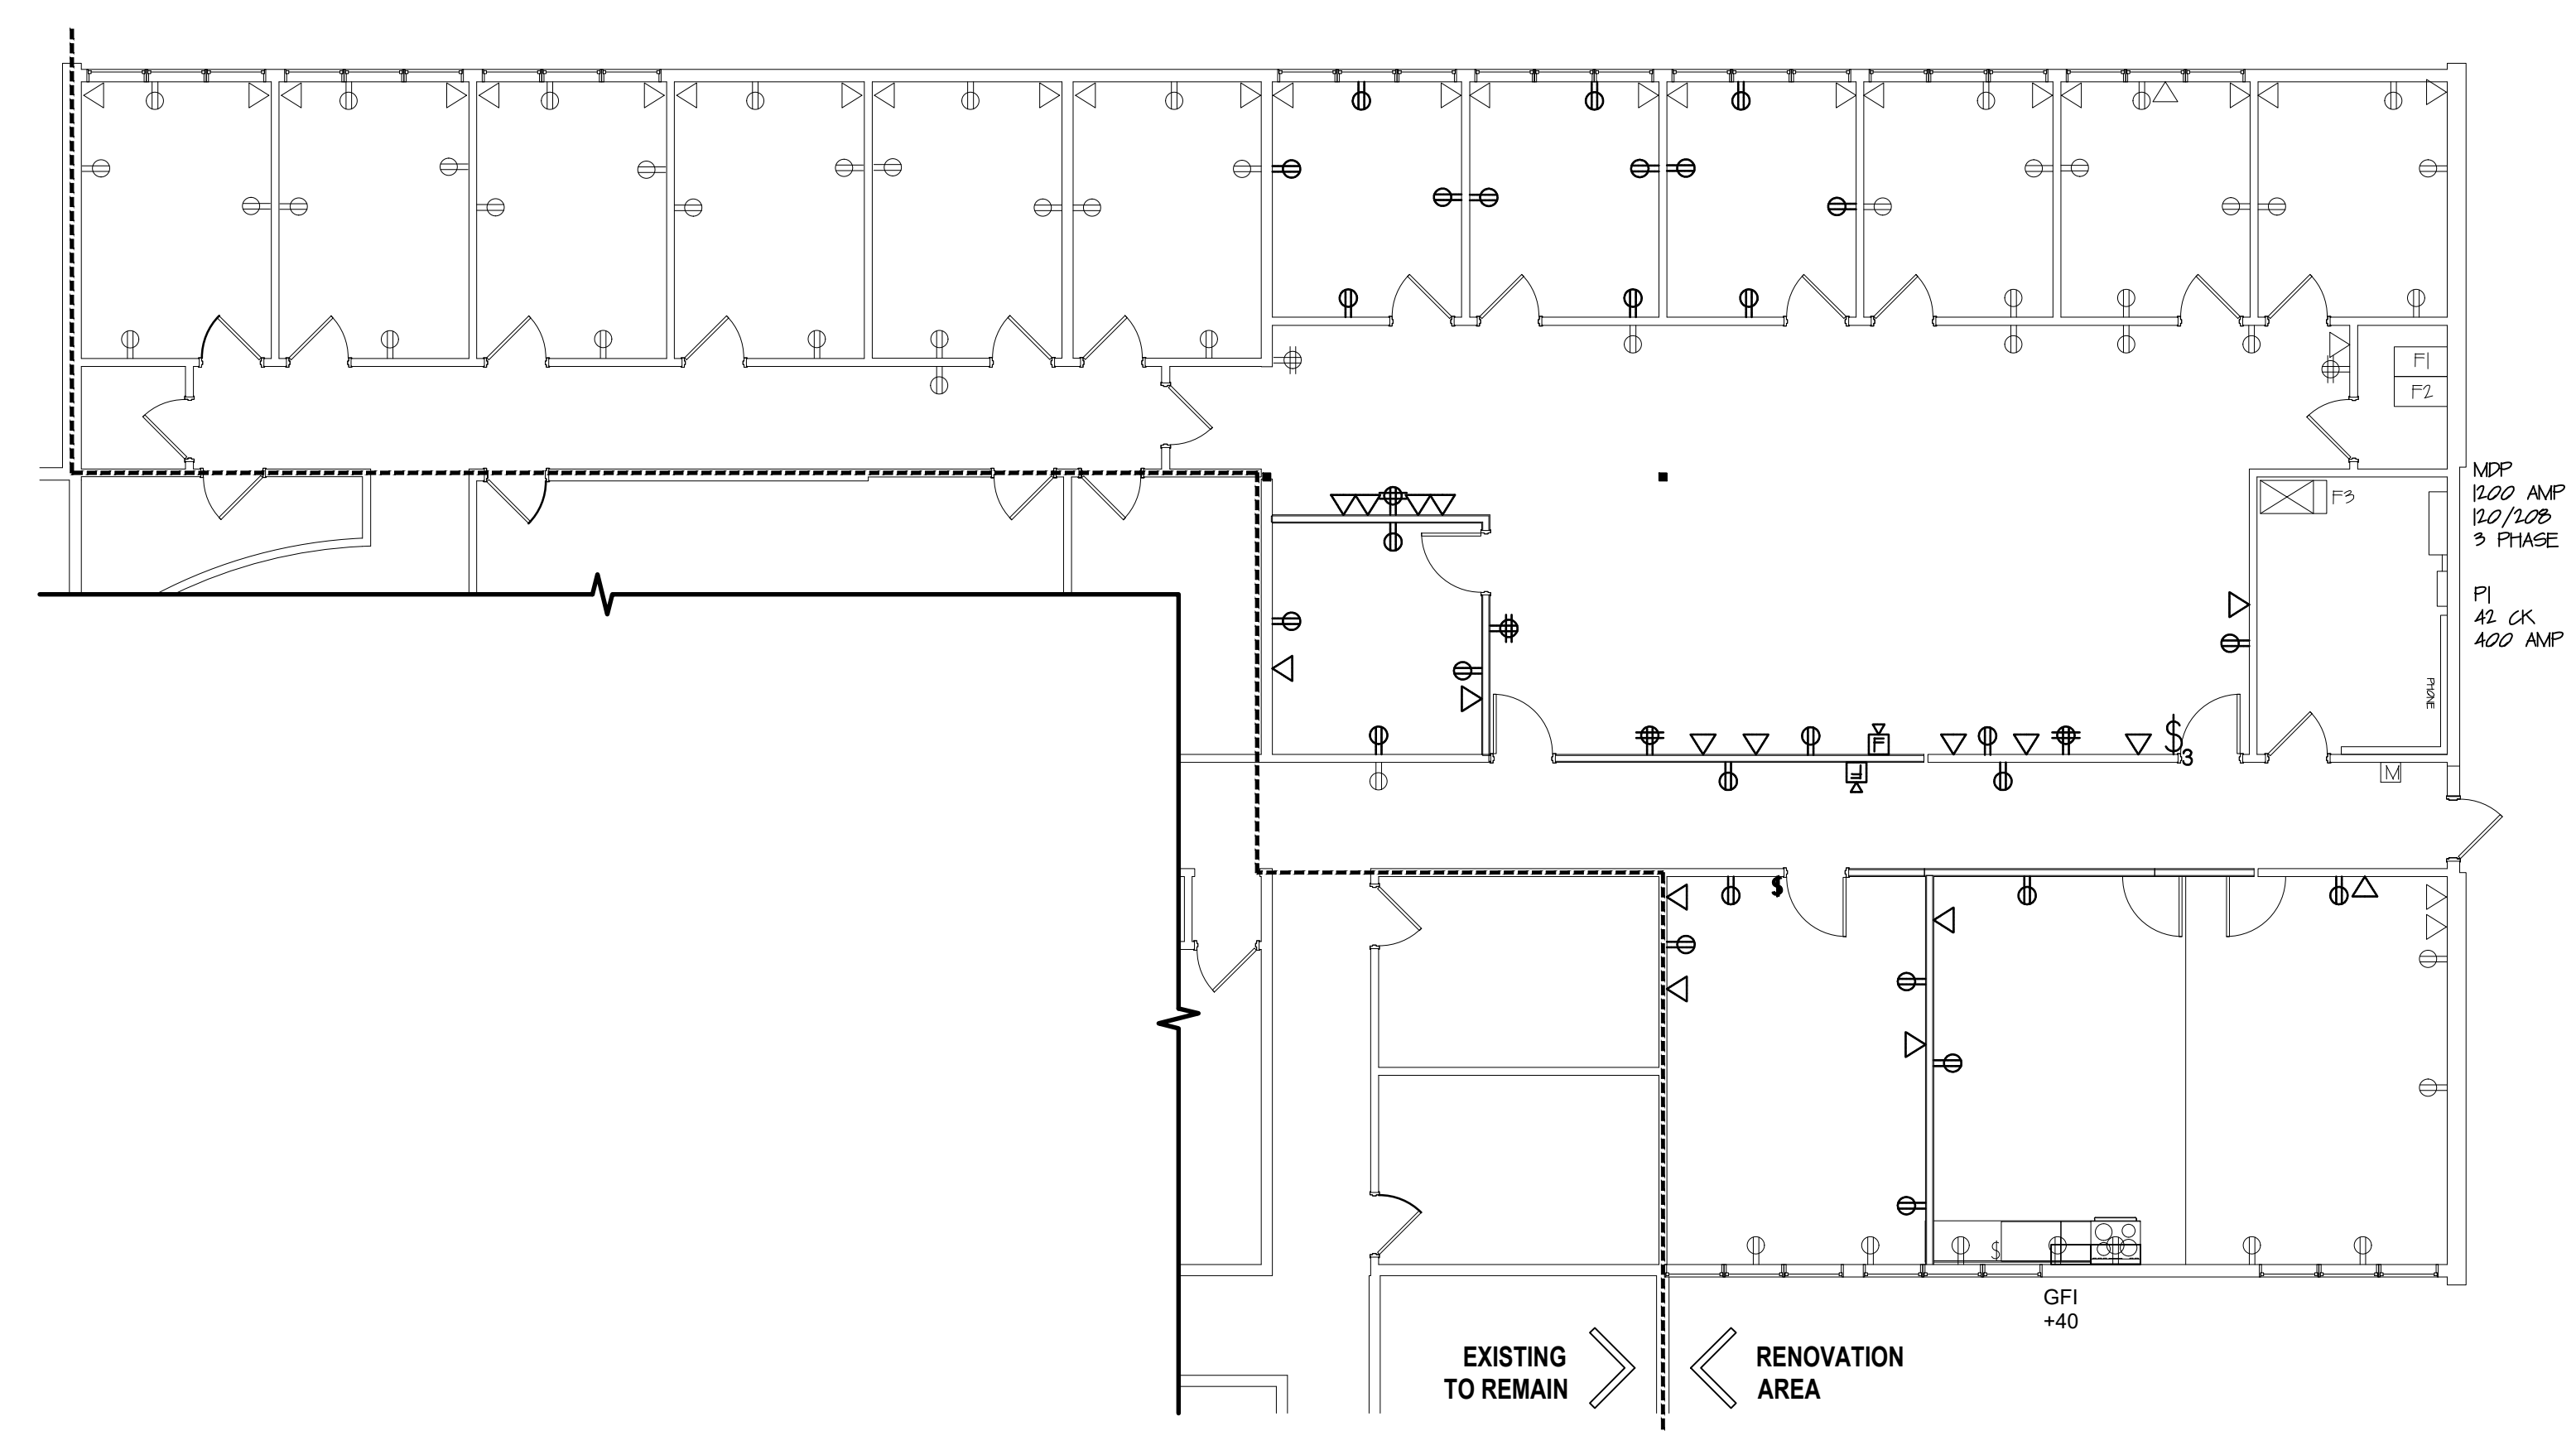 F1
F2
MDP
1200 AMP
120/208
3 PHASE
F3
P1
42 CK
400 AMP
PHONE
F
$
3
F
M
$
$
GFI
+40
EXISTING
TO REMAIN
RENOVATION
AREA